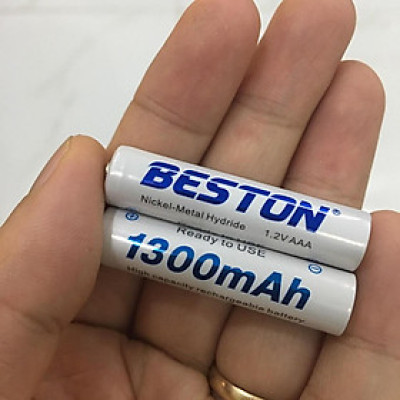 BESTON®
Nickel-Metal Hydride
1.2V AAA
Ready to USE
1300mAh
High capacity rechargeable battery